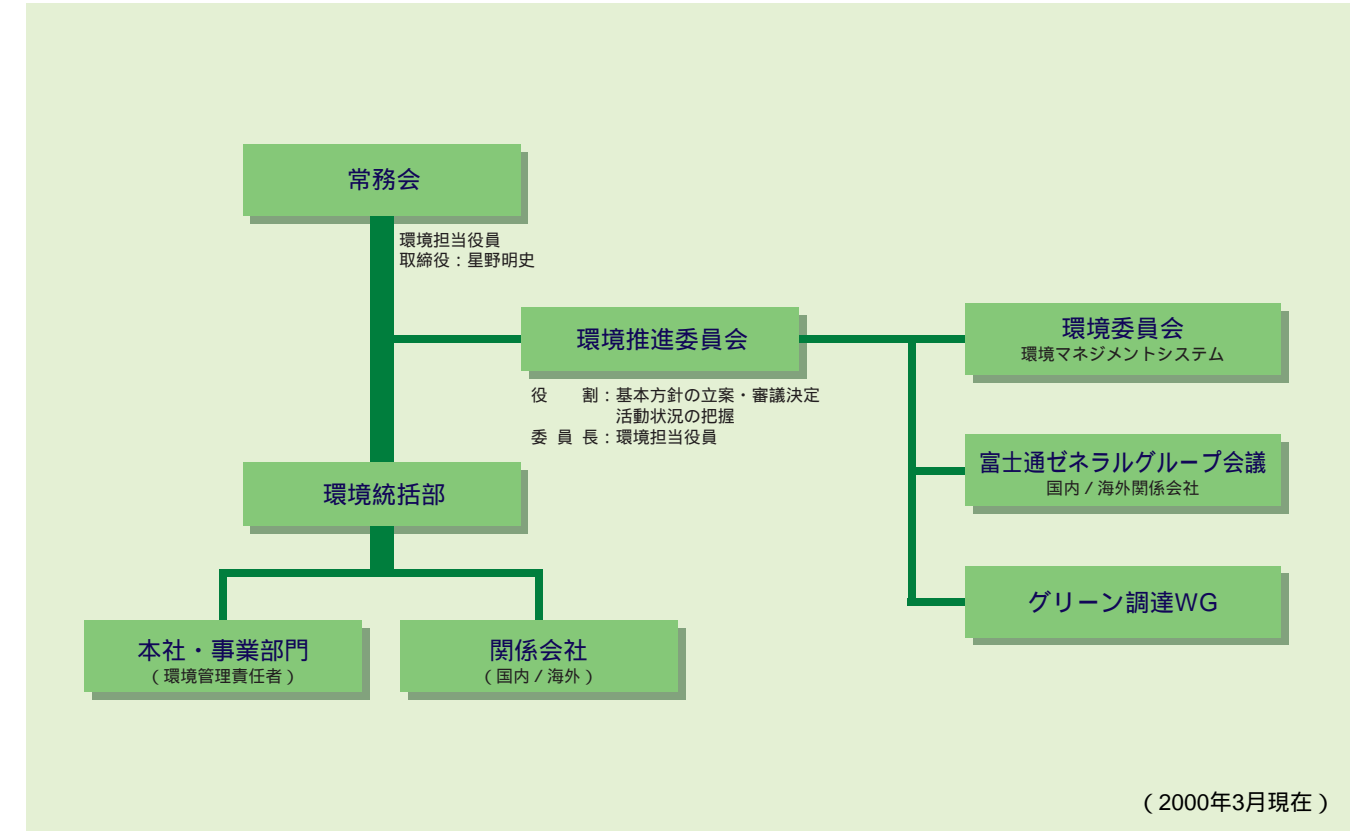 常務会
環境担当役員
取締役：星野明史
環境推進委員会
役　　割：基本方針の立案・審議決定
活動状況の把握
委 員 長：環境担当役員
環境委員会
環境マネジメントシステム
富士通ゼネラルグループ会議
国内 / 海外関係会社
グリーン調達WG
環境統括部
本社・事業部門
（環境管理責任者）
関係会社
（国内 / 海外）
（2000年3月現在）